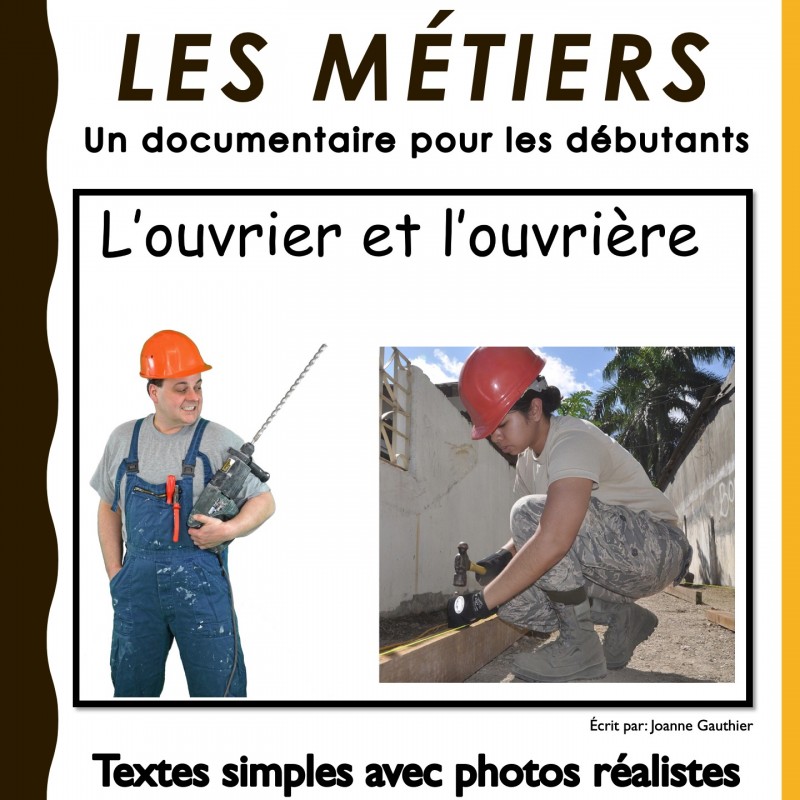 LES MÉTIERS
Un documentaire pour les débutants
L'ouvrier et l'ouvrière
Écrit par: Joanne Gauthier
Textes simples avec photos réalistes